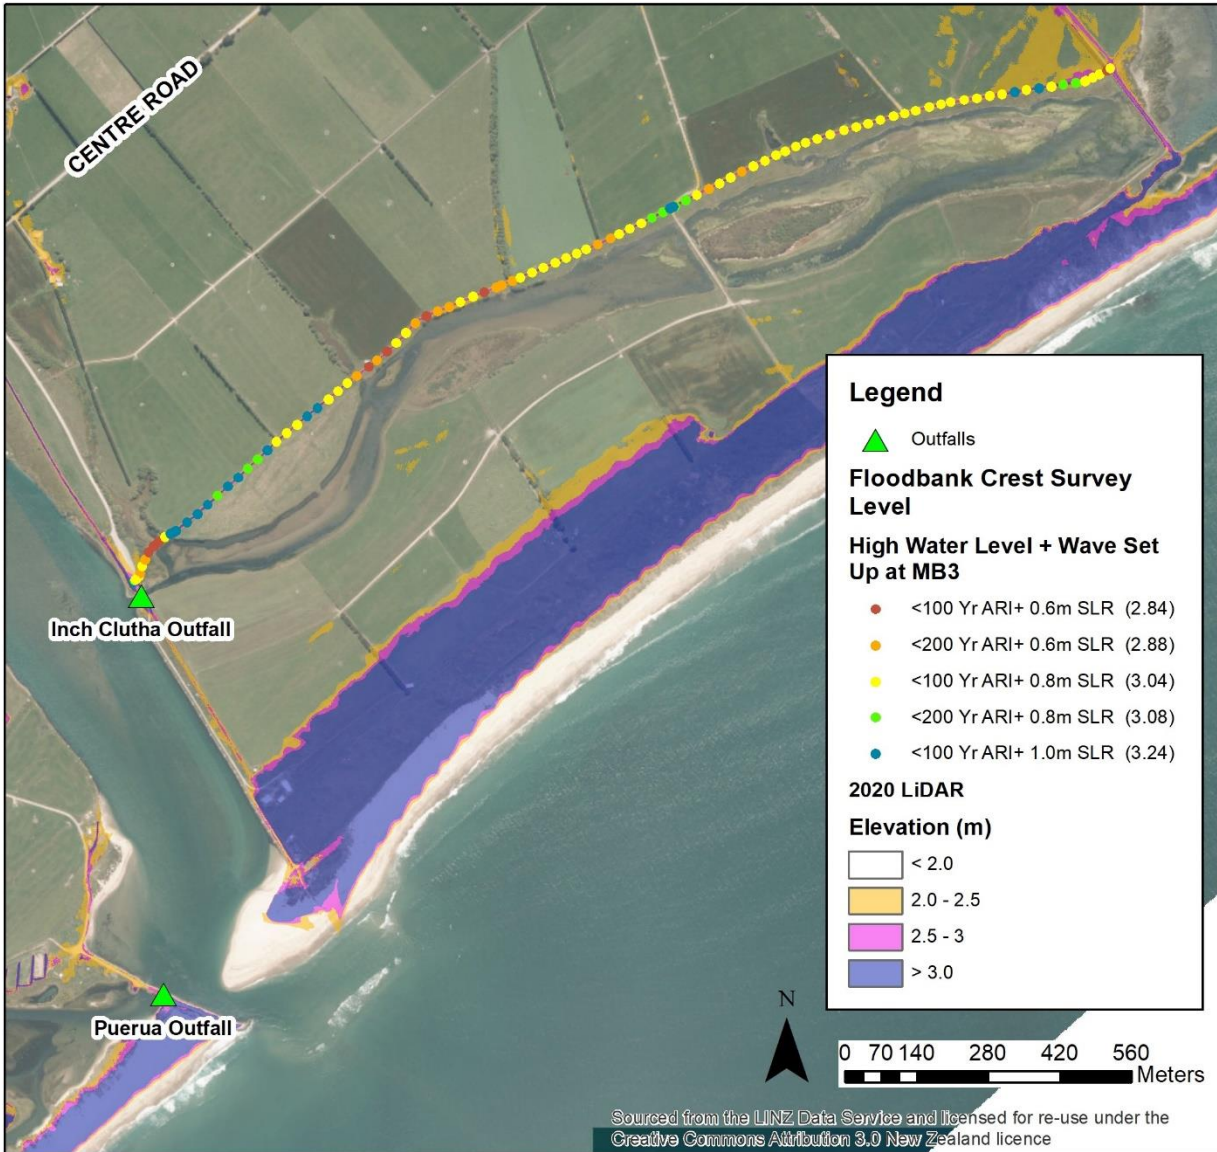 CENTRE ROAD
Inch Clutha Outfall
Puerua Outfall
Legend
Outfalls
Floodbank Crest Survey
Level
High Water Level + Wave Set
Up at MB3
<100 Yr ARI+ 0.6m SLR (2.84)
<200 Yr ARI+ 0.6m SLR (2.88)
<100 Yr ARI+ 0.8m SLR (3.04)
<200 Yr ARI+ 0.8m SLR (3.08)
<100 Yr ARI+ 1.0m SLR (3.24)
2020 LiDAR
Elevation (m)
< 2.0
2.0 - 2.5
2.5 - 3
> 3.0
N
0 70 140 280 420 560
Meters
Sourced from the LINZ Data Service and licensed for re-use under the
Creative Commons Attribution 3.0 New Zealand licence